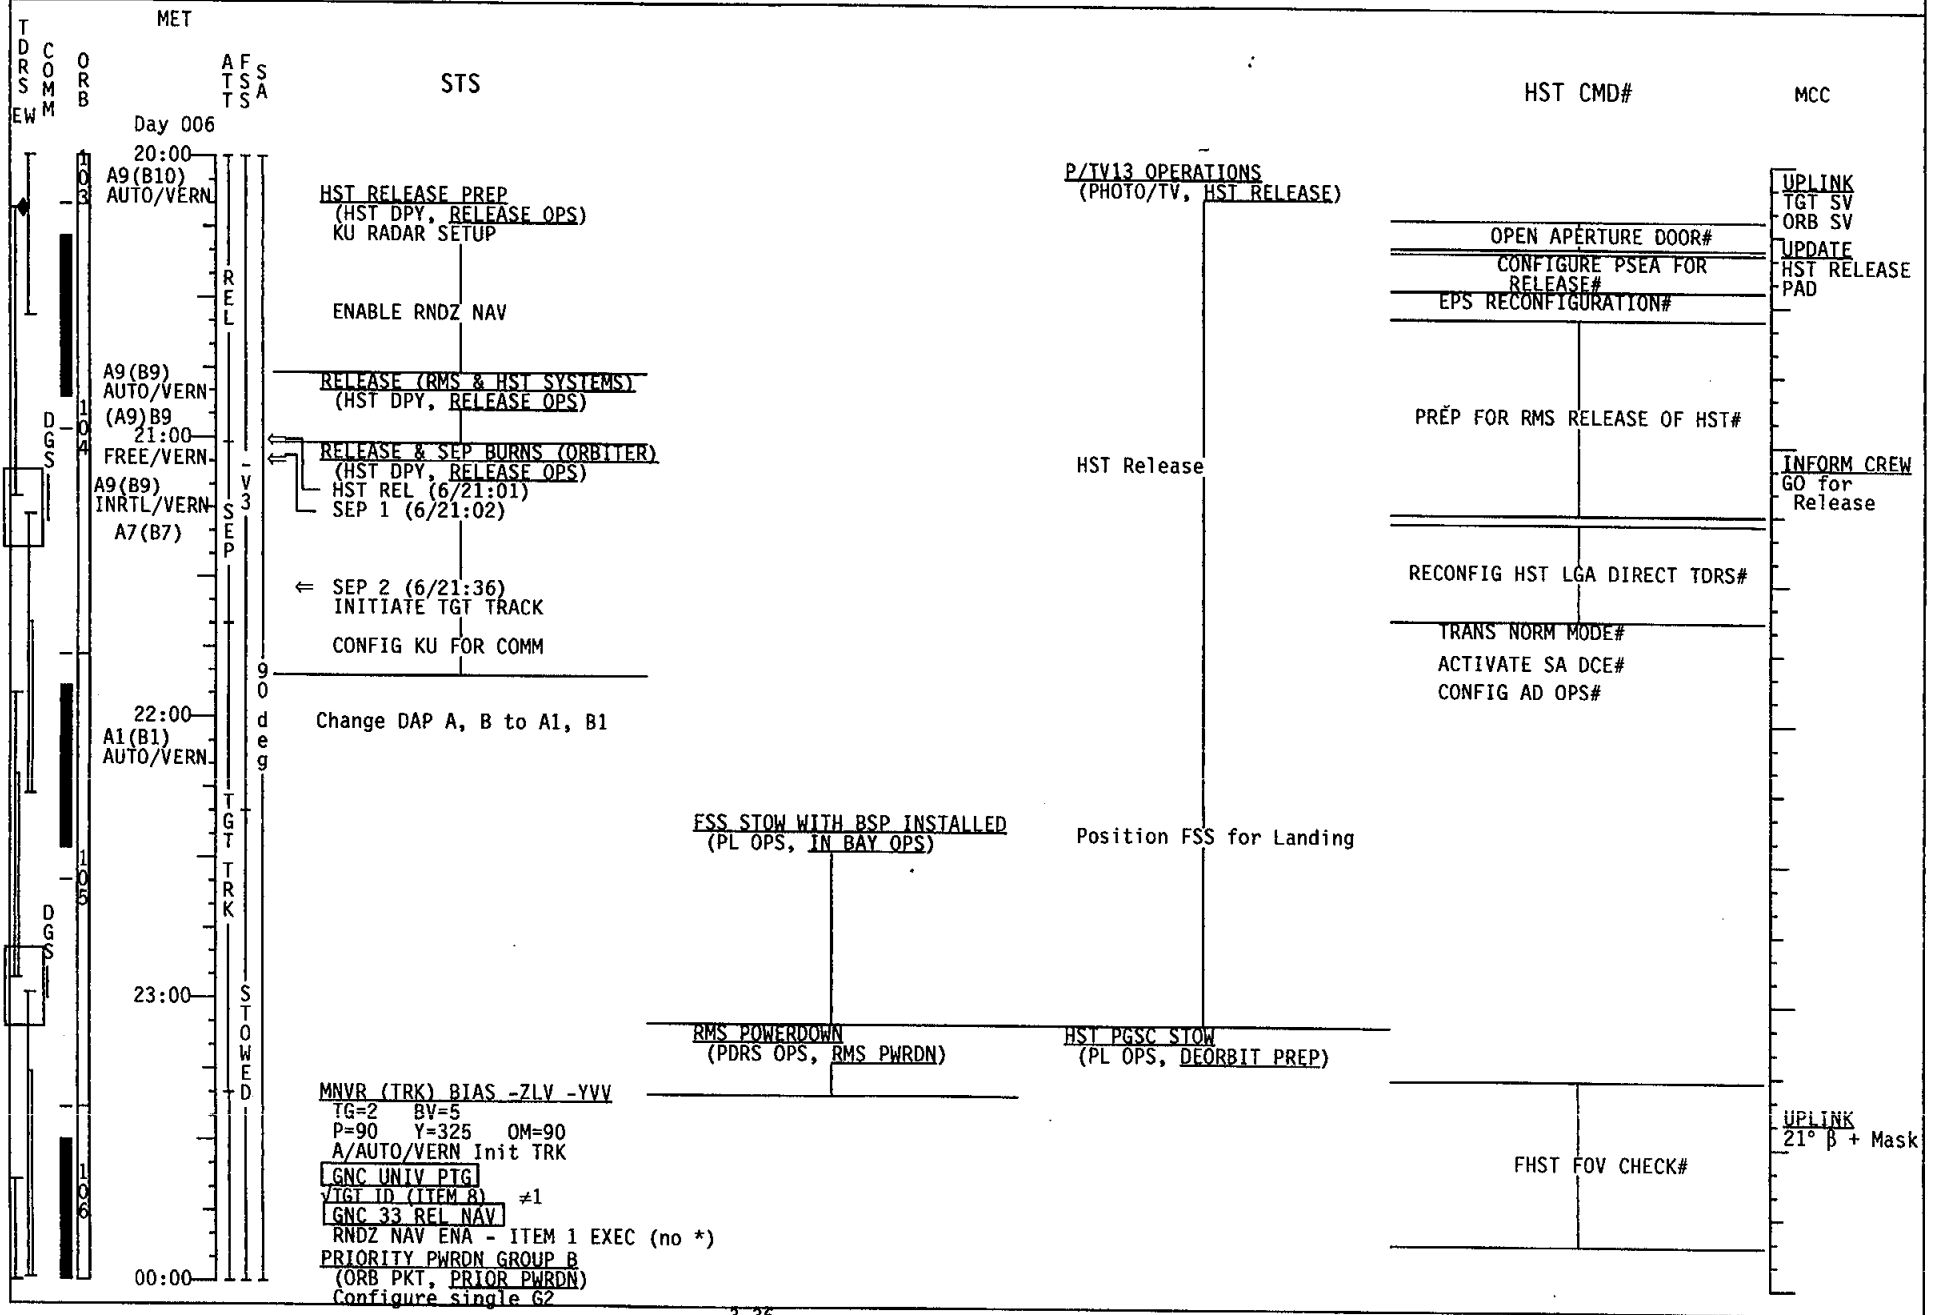 MET
TDRS
COMM
ORB
ATT
FSS
SA
STS
HST CMD#
MCC
EW
Day 006
20:00
103
A9(B10)
AUTO/VERN
HST RELEASE PREP
(HST DPY, RELEASE OPS)
KU RADAR SETUP
P/TV13 OPERATIONS
(PHOTO/TV, HST RELEASE)
UPLINK
TGT SV
ORB SV
OPEN APERTURE DOOR#
UPDATE
HST RELEASE
PAD
CONFIGURE PSEA FOR
RELEASE#
EPS RECONFIGURATION#
REL
ENABLE RNDZ NAV
A9(B9)
AUTO/VERN
RELEASE (RMS & HST SYSTEMS)
(HST DPY, RELEASE OPS)
(A9)B9
104
DGS
21:00
PREP FOR RMS RELEASE OF HST#
FREE/VERN
RELEASE & SEP BURNS (ORBITER)
(HST DPY, RELEASE OPS)
HST REL (6/21:01)
SEP 1 (6/21:02)
HST Release
INFORM CREW
GO for
Release
A9(B9)
INRTL/VERN
-V3
SEP
A7(B7)
RECONFIG HST LGA DIRECT TDRS#
⇐ SEP 2 (6/21:36)
INITIATE TGT TRACK
TRANS NORM MODE#
CONFIG KU FOR COMM
ACTIVATE SA DCE#
CONFIG AD OPS#
90 deg
22:00
Change DAP A, B to A1, B1
A1(B1)
AUTO/VERN
TGT TRK
FSS STOW WITH BSP INSTALLED
(PL OPS, IN BAY OPS)
Position FSS for Landing
105
DGS
23:00
STOWED
RMS POWERDOWN
(PDRS OPS, RMS PWRDN)
HST PGSC STOW
(PL OPS, DEORBIT PREP)
MNVR (TRK) BIAS -ZLV -YVV
TG=2 BV=5
P=90 Y=325 OM=90
A/AUTO/VERN Init TRK
UPLINK
21° β + Mask
FHST FOV CHECK#
106
GNC UNIV PTG
√TGT ID (ITEM 8) ≠1
GNC 33 REL NAV
RNDZ NAV ENA - ITEM 1 EXEC (no *)
PRIORITY PWRDN GROUP B
(ORB PKT, PRIOR PWRDN)
00:00
Configure single G2